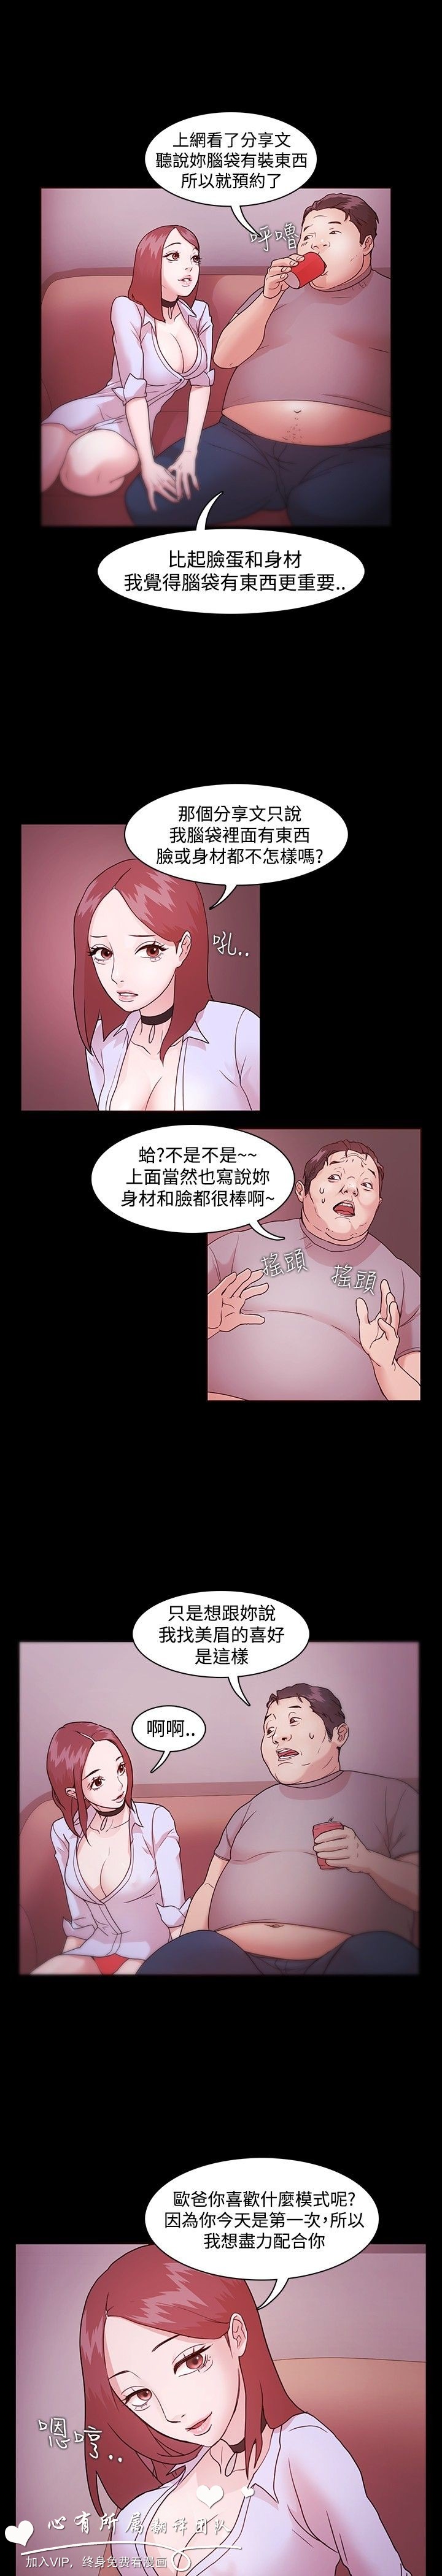 上網看了分享文
聽說妳腦袋有裝東西
所以就預約了
呼嚕
比起臉蛋和身材
我覺得腦袋有東西更重要..
那個分享文只說
我腦袋裡面有東西
臉或身材都不怎樣嗎?
吼..
蛤?不是不是~~
上面當然也寫說妳
身材和臉都很棒啊~
搖頭
搖頭
只是想跟妳說
我找美眉的喜好
是這樣
啊啊..
歐爸你喜歡什麼模式呢?
因為你今天是第一次,所以
我想盡力配合你
嗯哼..
心有所属翻译团队
加入VIP，终身免费看漫画